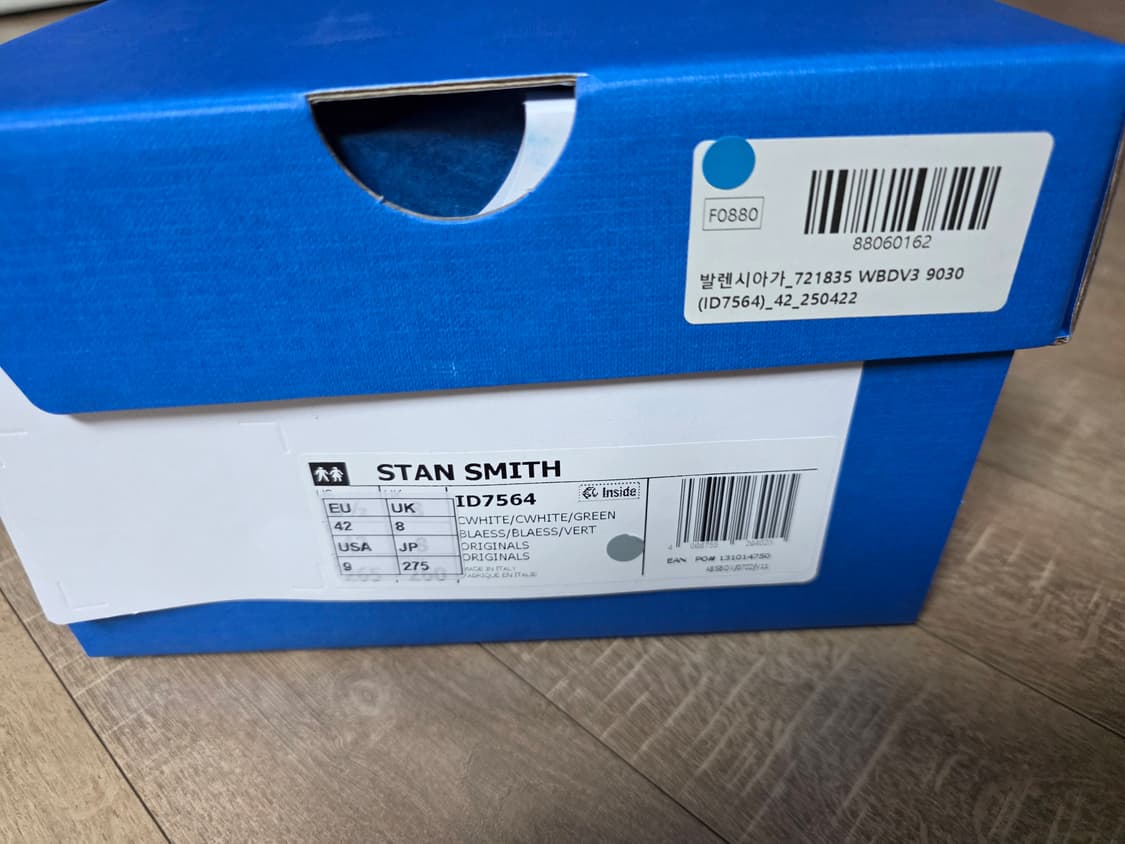 F0880
88060162
발렌시아가_721835 WBDV3 9030
(ID7564)_42_250422
STAN SMITH
ID7564
Inside
EU UK
42 8
USA JP
9 275
CWHITE/CWHITE/GREEN
BLAESS/BLAESS/VERT
ORIGINALS
ORIGINALS
MADE IN ITALY
FABRIQUE EN ITALIE
EAN PO# 131014750